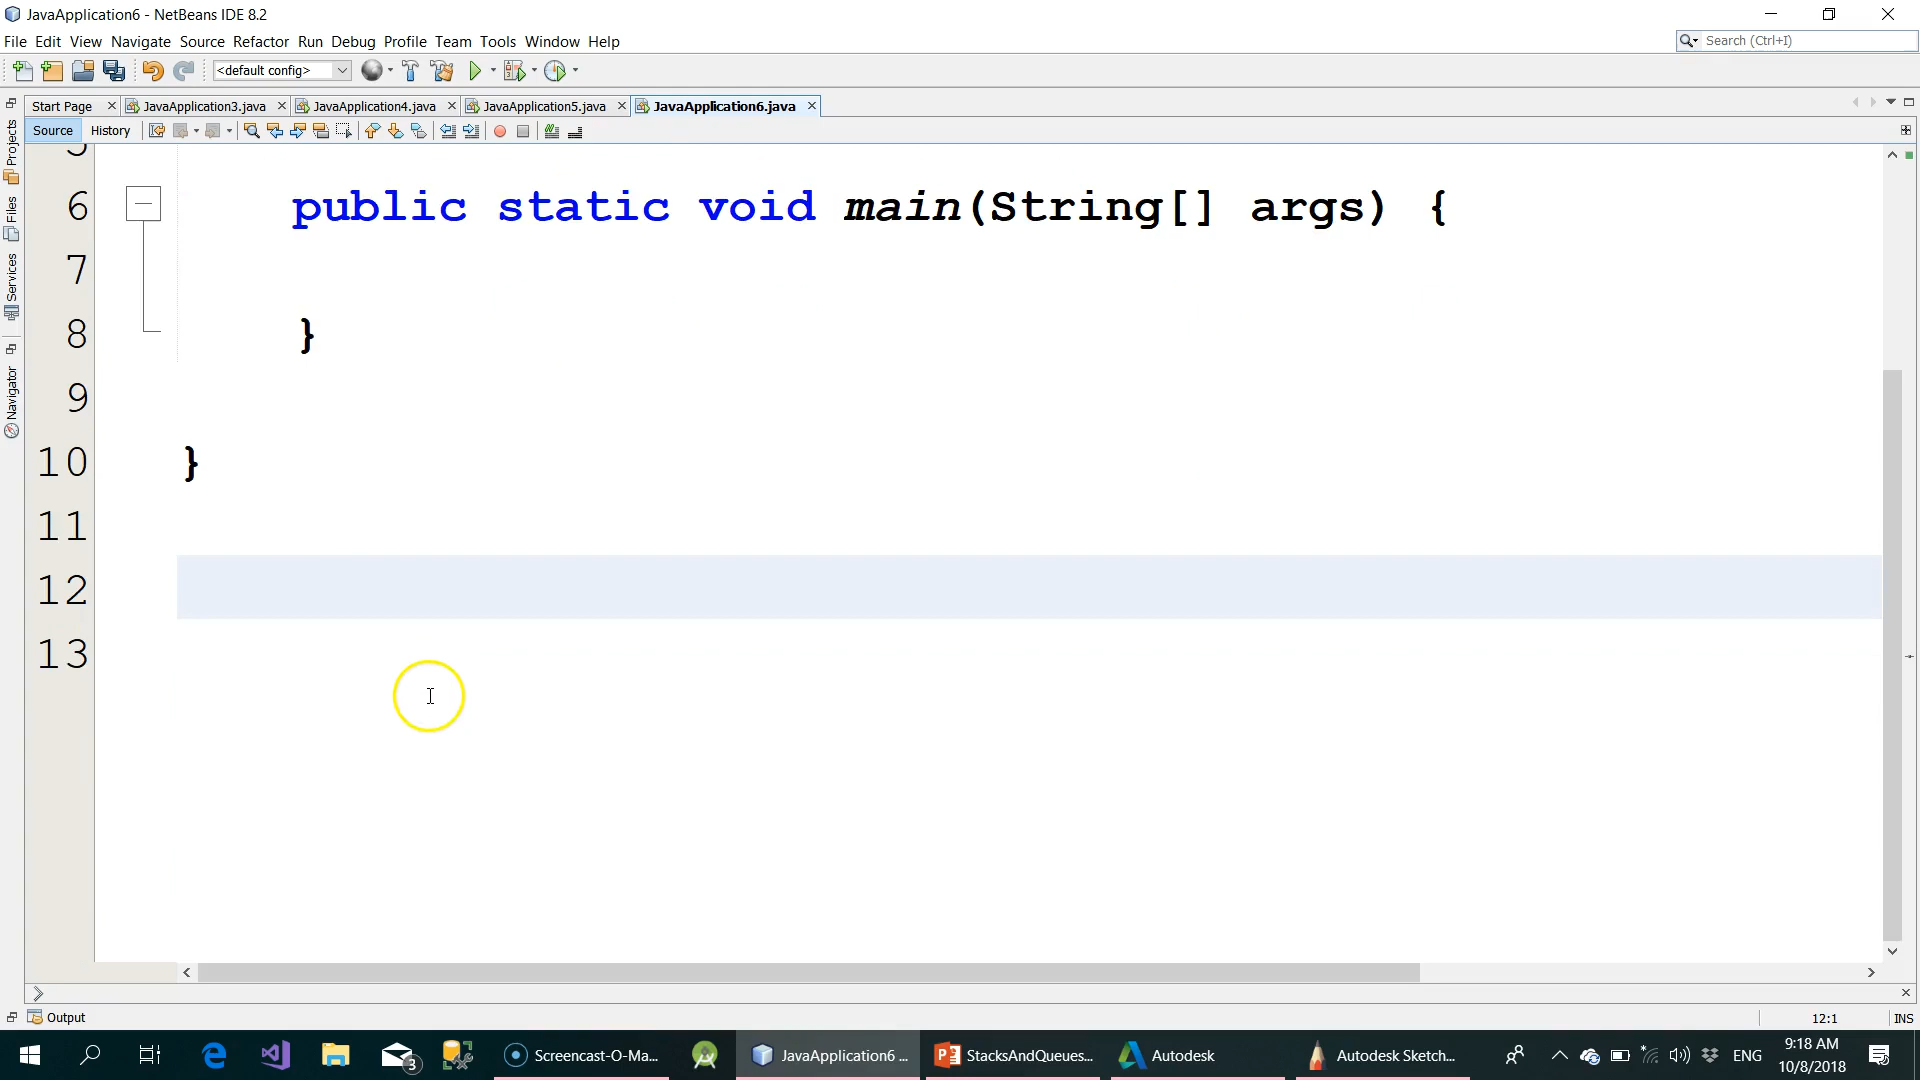 JavaApplication6 - NetBeans IDE 8.2
File Edit View Navigate Source Refactor Run Debug Profile Team Tools Window Help
Search (Ctrl+I)
<default config>
Start Page JavaApplication3.java JavaApplication4.java JavaApplication5.java JavaApplication6.java
Source History
Projects
Files
Services
Navigator
5
6 public static void main(String[] args) {
7
8 }
9
10 }
11
12
13
Output
12:1 INS
3 Screencast-O-Ma... JavaApplication6 ... StacksAndQueues... Autodesk Autodesk Sketch... ENG
9:18 AM
10/8/2018